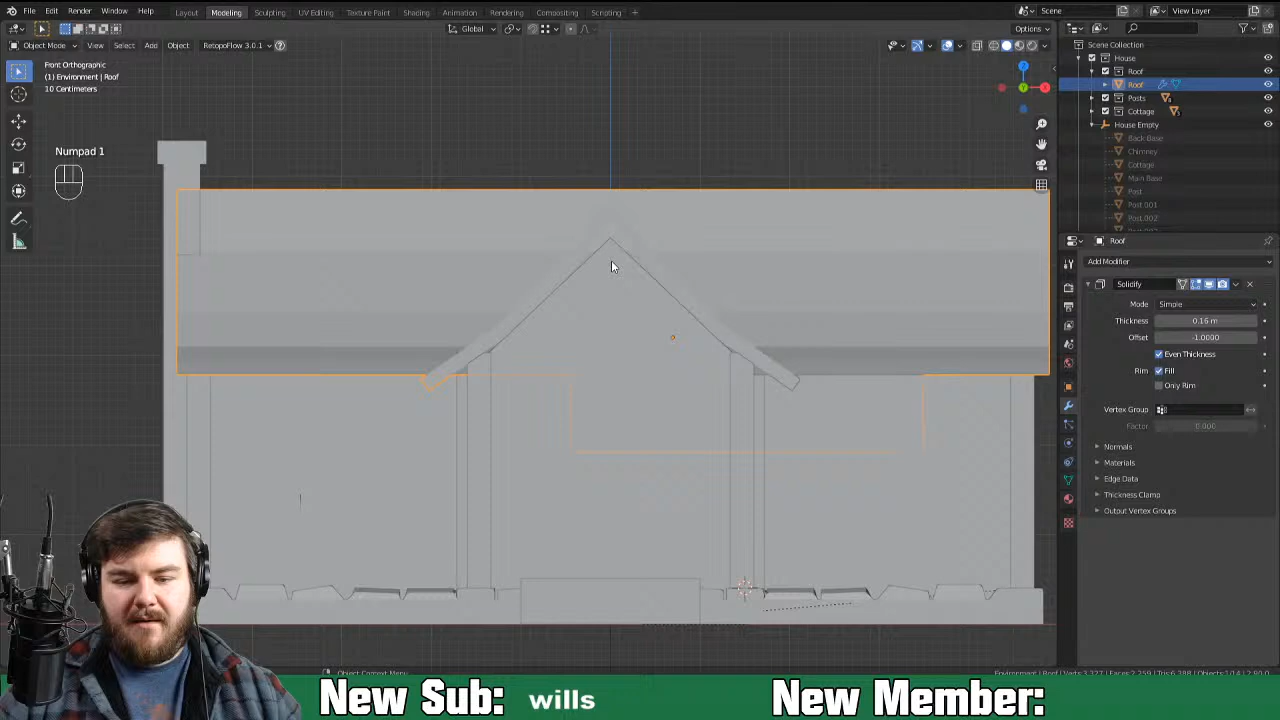 File Edit Render Window Help Layout Modeling Sculpting UV Editing Texture Paint Shading Animation Rendering Compositing Scripting + Scene View Layer
Global Options
Object Mode View Select Add Object RetopoFlow 3.0.1
Front Orthographic
(1) Environment | Roof
10 Centimeters
Numpad 1
Z
X
Y
Scene Collection
House
Roof
Roof
Posts
Cottage
House Empty
Back Base
Chimney
Cottage
Main Base
Post
Post.001
Post.002
Roof
Add Modifier
Solidify
Mode Simple
Thickness 0.16 m
Offset -1.0000
Even Thickness
Rim Fill
Only Rim
Vertex Group
Factor 0.000
Normals
Materials
Edge Data
Thickness Clamp
Output Vertex Groups
Object Context Menu
New Sub: wills New Member: